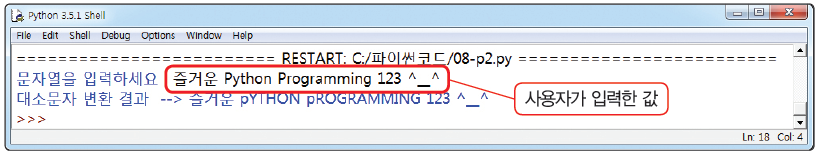 Python 3.5.1 Shell
File Edit Shell Debug Options Window Help
========================== RESTART: C:/파이썬코드/08-p2.py ==========================
문자열을 입력하세요 즐거운 Python Programming 123 ^__^
대소문자 변환 결과 --> 즐거운 pYTHON pROGRAMMING 123 ^__^
사용자가 입력한 값
>>>
Ln: 18 Col: 4